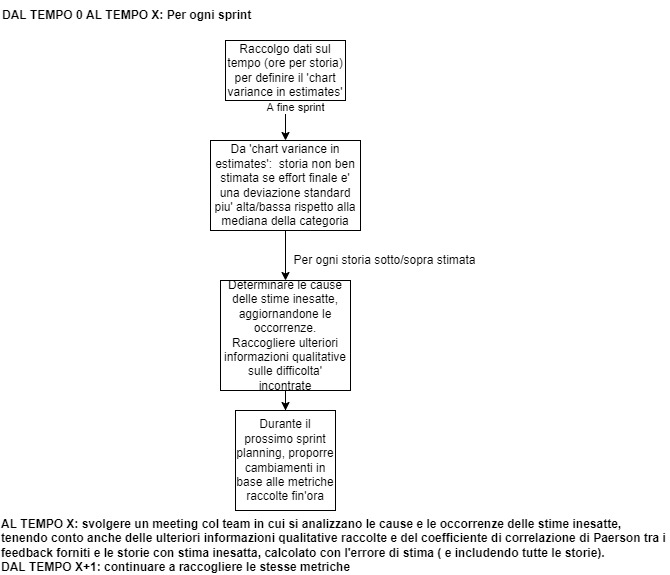 DAL TEMPO 0 AL TEMPO X: Per ogni sprint
Raccolgo dati sul
tempo (ore per storia)
per definire il 'chart
variance in estimates'
A fine sprint
Da 'chart variance in
estimates': storia non ben
stimata se effort finale e'
una deviazione standard
piu' alta/bassa rispetto alla
mediana della categoria
Per ogni storia sotto/sopra stimata
Determinare le cause
delle stime inesatte,
aggiornandone le
occorrenze.
Raccogliere ulteriori
informazioni qualitative
sulle difficolta'
incontrate
Durante il
prossimo sprint
planning, proporre
cambiamenti in
base alle metriche
raccolte fin'ora
AL TEMPO X: svolgere un meeting col team in cui si analizzano le cause e le occorrenze delle stime inesatte,
tenendo conto anche delle ulteriori informazioni qualitative raccolte e del coefficiente di correlazione di Paerson tra i
feedback forniti e le storie con stima inesatta, calcolato con l'errore di stima ( e includendo tutte le storie).
DAL TEMPO X+1: continuare a raccogliere le stesse metriche